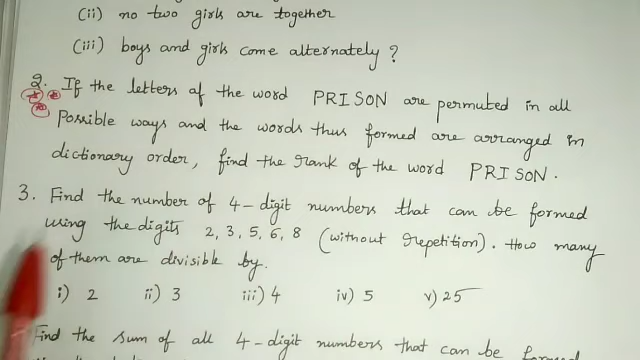 (ii) no two girls are together
(iii) boys and girls come alternately ?
2. If the letters of the word PRISON are permuted in all
Possible ways and the words thus formed are arranged in
dictionary order, find the rank of the word PRISON.
3. Find the number of 4-digit numbers that can be formed
using the digits 2, 3, 5, 6, 8 (without repetition). How many
of them are divisible by.
i) 2 ii) 3 iii) 4 iv) 5 v) 25
Find the sum of all 4-digit numbers that can be formed